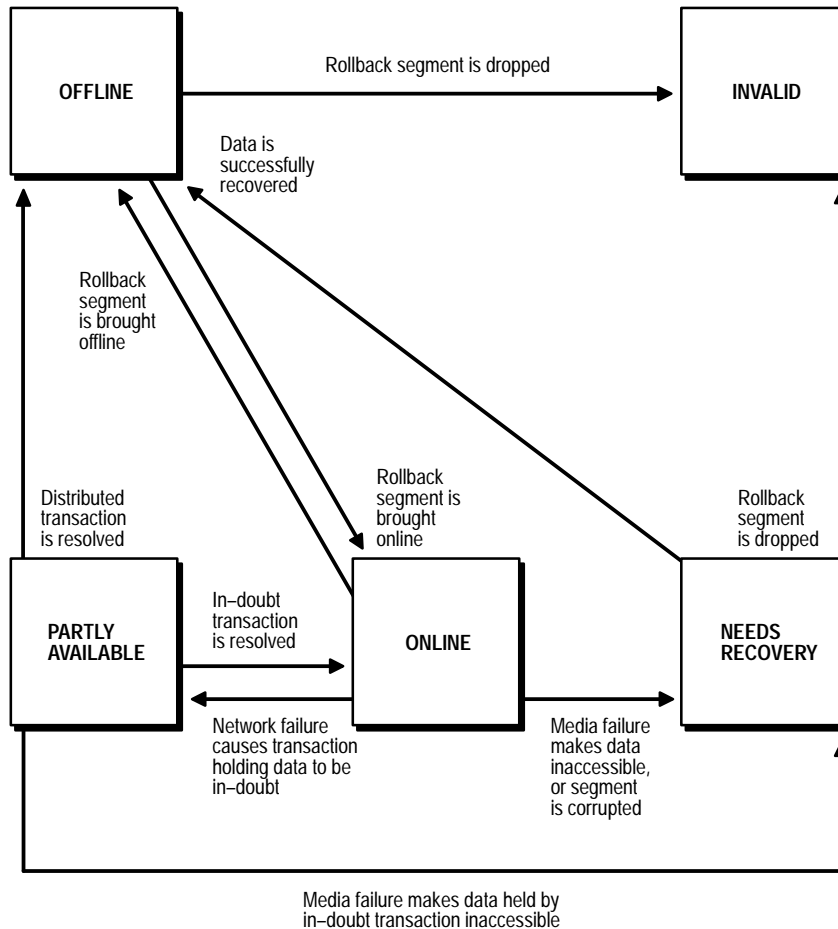 OFFLINE
Rollback segment is dropped
INVALID
Data is
successfully
recovered
Rollback
segment
is brought
offline
Distributed
transaction
is resolved
Rollback
segment is
brought
online
Rollback
segment
is dropped
PARTLY
AVAILABLE
In–doubt
transaction
is resolved
ONLINE
NEEDS
RECOVERY
Network failure
causes transaction
holding data to be
in–doubt
Media failure
makes data
inaccessible,
or segment
is corrupted
Media failure makes data held by
in–doubt transaction inaccessible